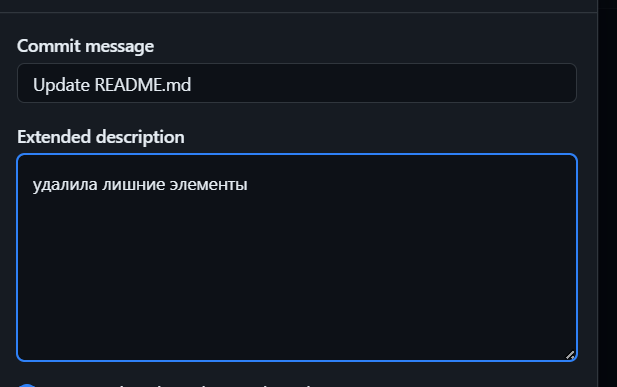 Commit message
Update README.md
Extended description
удалила лишние элементы